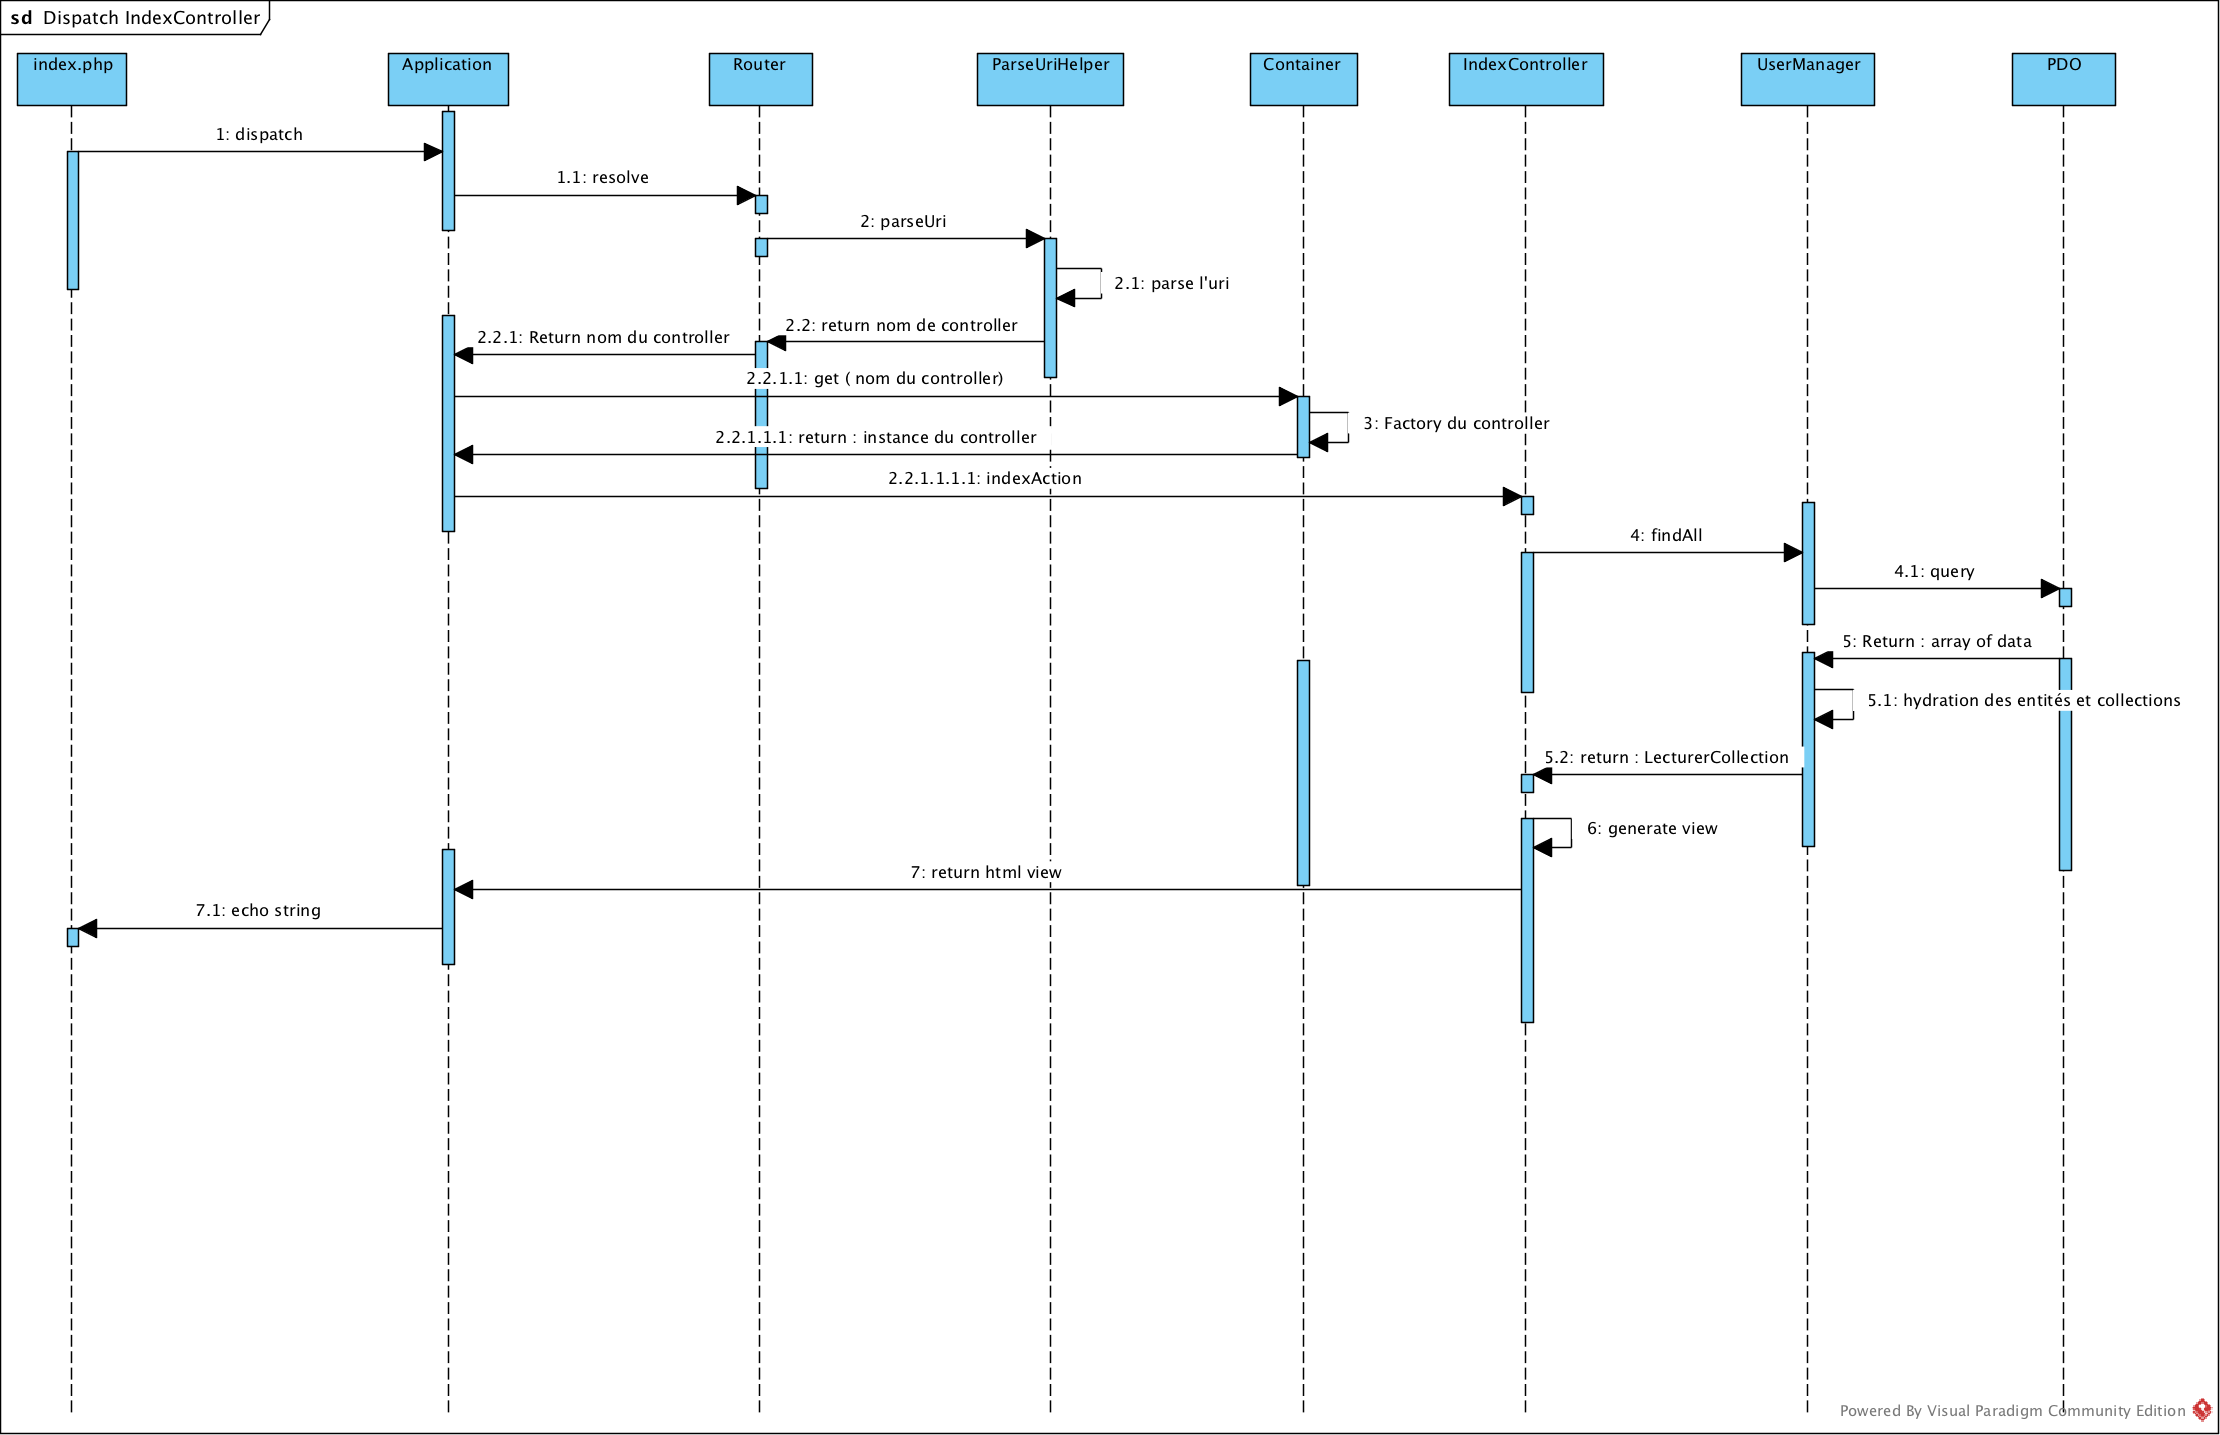 sd Dispatch IndexController
index.php
Application
Router
ParseUriHelper
Container
IndexController
UserManager
PDO
1: dispatch
1.1: resolve
2: parseUri
2.1: parse l'uri
2.2: return nom de controller
2.2.1: Return nom du controller
2.2.1.1: get ( nom du controller)
3: Factory du controller
2.2.1.1.1: return : instance du controller
2.2.1.1.1.1: indexAction
4: findAll
4.1: query
5: Return : array of data
5.1: hydration des entités et collections
5.2: return : LecturerCollection
6: generate view
7: return html view
7.1: echo string
Powered By Visual Paradigm Community Edition